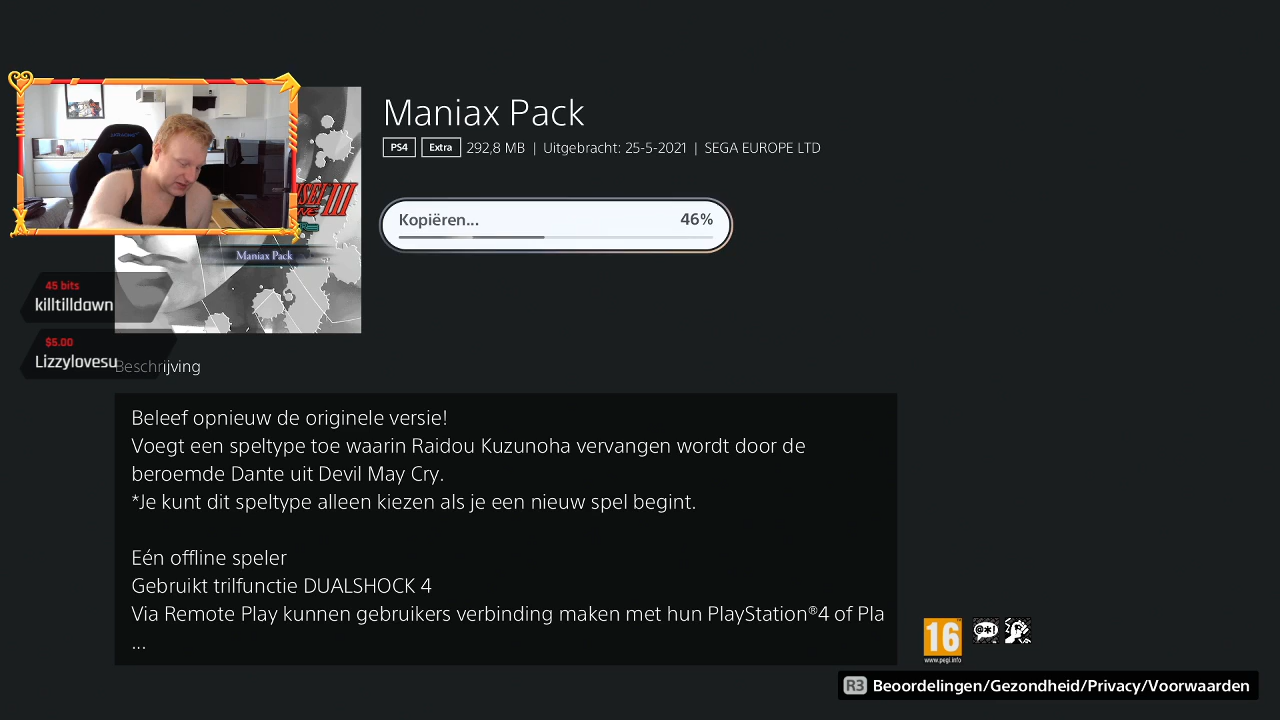 Maniax Pack
PS4 Extra 292,8 MB | Uitgebracht: 25-5-2021 | SEGA EUROPE LTD
Kopiëren... 46%
III
Maniax Pack
45 bits
killtilldawn
$5.00
Lizzylovesu
Beschrijving
Beleef opnieuw de originele versie!
Voegt een speltype toe waarin Raidou Kuzunoha vervangen wordt door de
beroemde Dante uit Devil May Cry.
*Je kunt dit speltype alleen kiezen als je een nieuw spel begint.
Eén offline speler
Gebruikt trilfunctie DUALSHOCK 4
Via Remote Play kunnen gebruikers verbinding maken met hun PlayStation®4 of Pla
...
16
www.pegi.info
@*!
R3 Beoordelingen/Gezondheid/Privacy/Voorwaarden